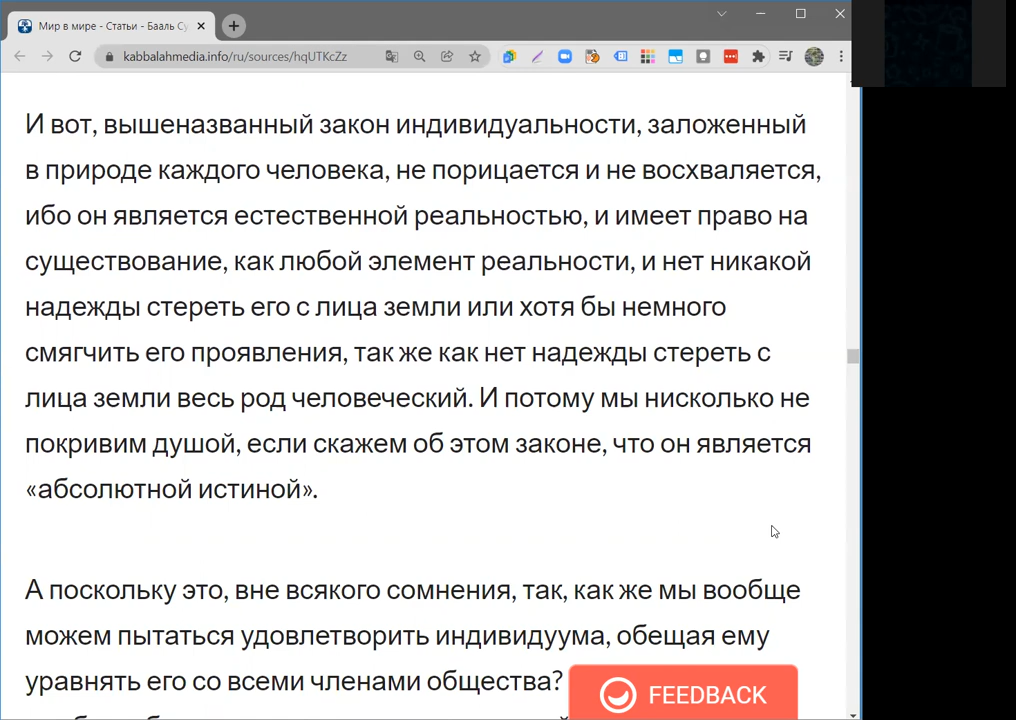 Мир в мире - Статьи - Бааль Су
kabbalahmedia.info/ru/sources/hqUTKcZz
И вот, вышеназванный закон индивидуальности, заложенный
в природе каждого человека, не порицается и не восхваляется,
ибо он является естественной реальностью, и имеет право на
существование, как любой элемент реальности, и нет никакой
надежды стереть его с лица земли или хотя бы немного
смягчить его проявления, так же как нет надежды стереть с
лица земли весь род человеческий. И потому мы нисколько не
покривим душой, если скажем об этом законе, что он является
«абсолютной истиной».
А поскольку это, вне всякого сомнения, так, как же мы вообще
можем пытаться удовлетворить индивидуума, обещая ему
уравнять его со всеми членами общества?
FEEDBACK